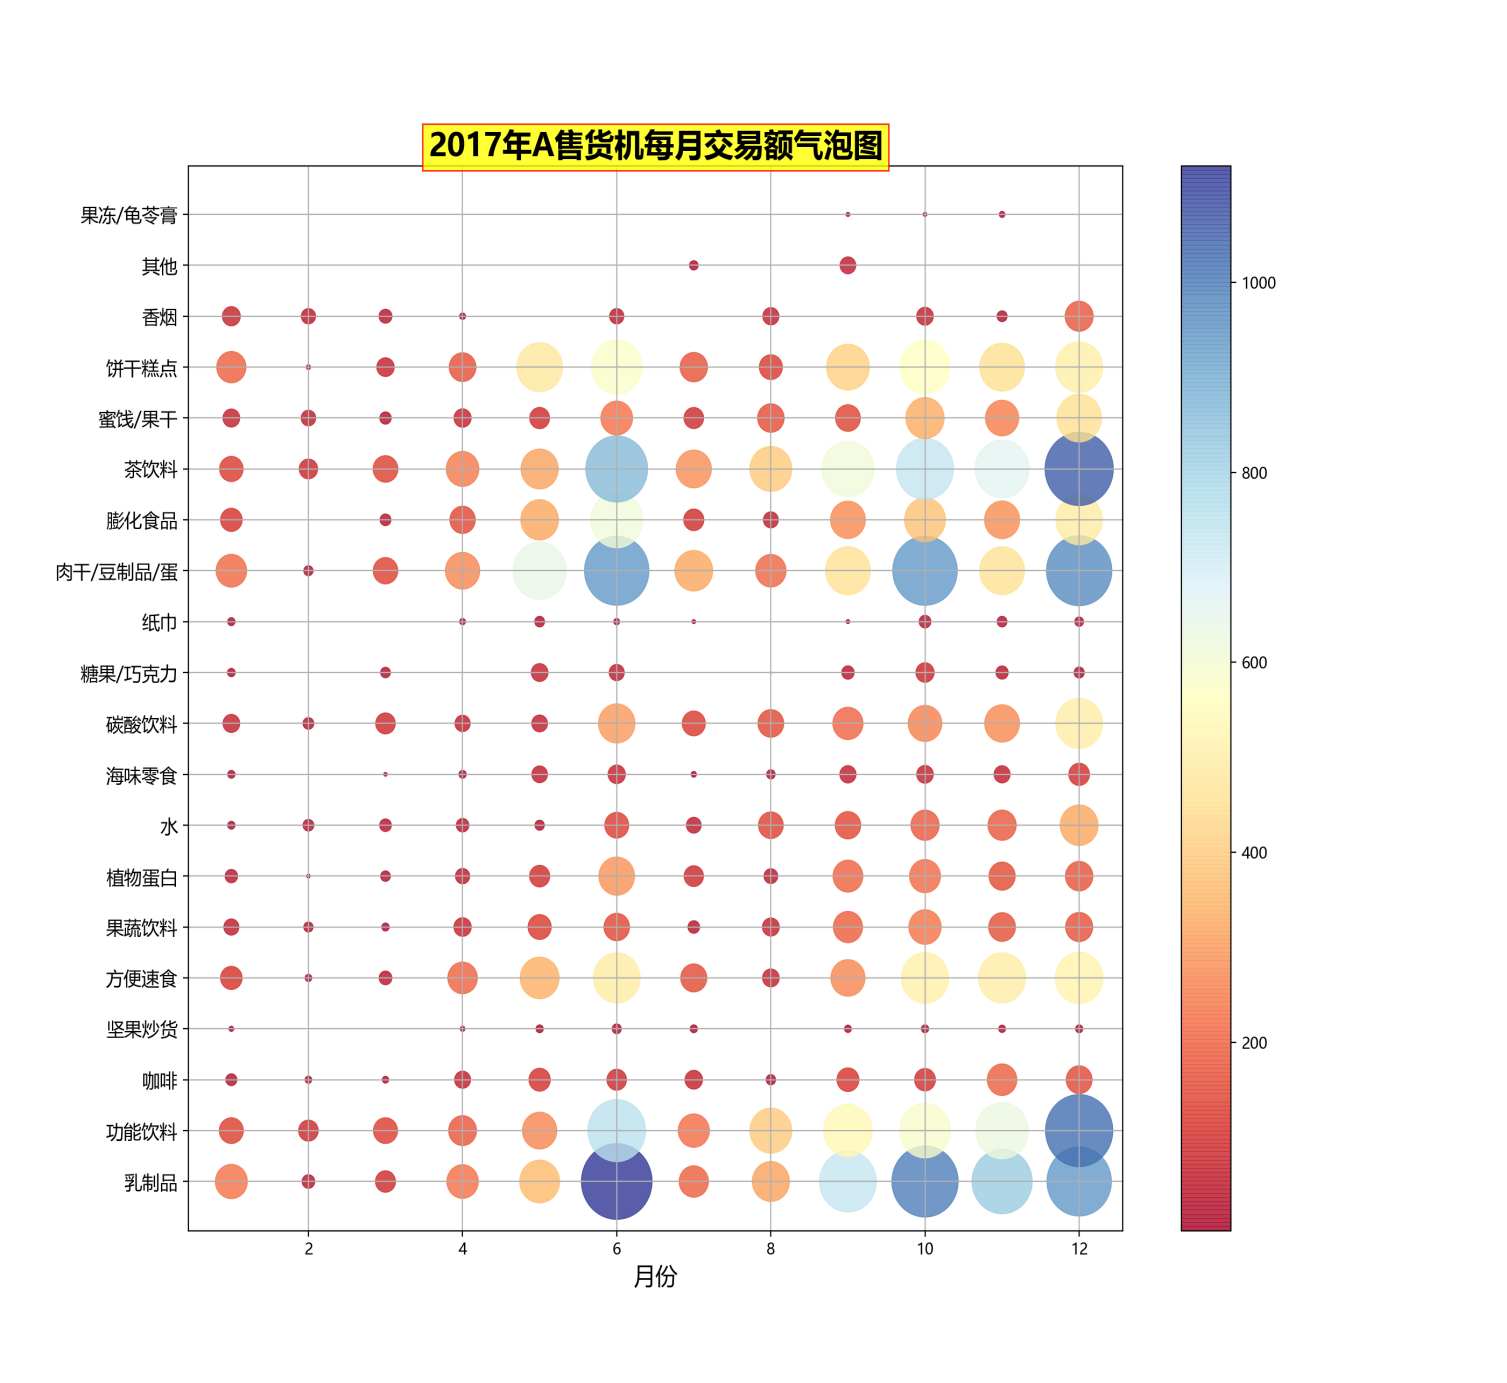 2017年A售货机每月交易额气泡图
果冻/龟苓膏
其他
香烟
饼干糕点
蜜饯/果干
茶饮料
膨化食品
肉干/豆制品/蛋
纸巾
糖果/巧克力
碳酸饮料
海味零食
水
植物蛋白
果蔬饮料
方便速食
坚果炒货
咖啡
功能饮料
乳制品
2 4 6 8 10 12
月份
1000
800
600
400
200